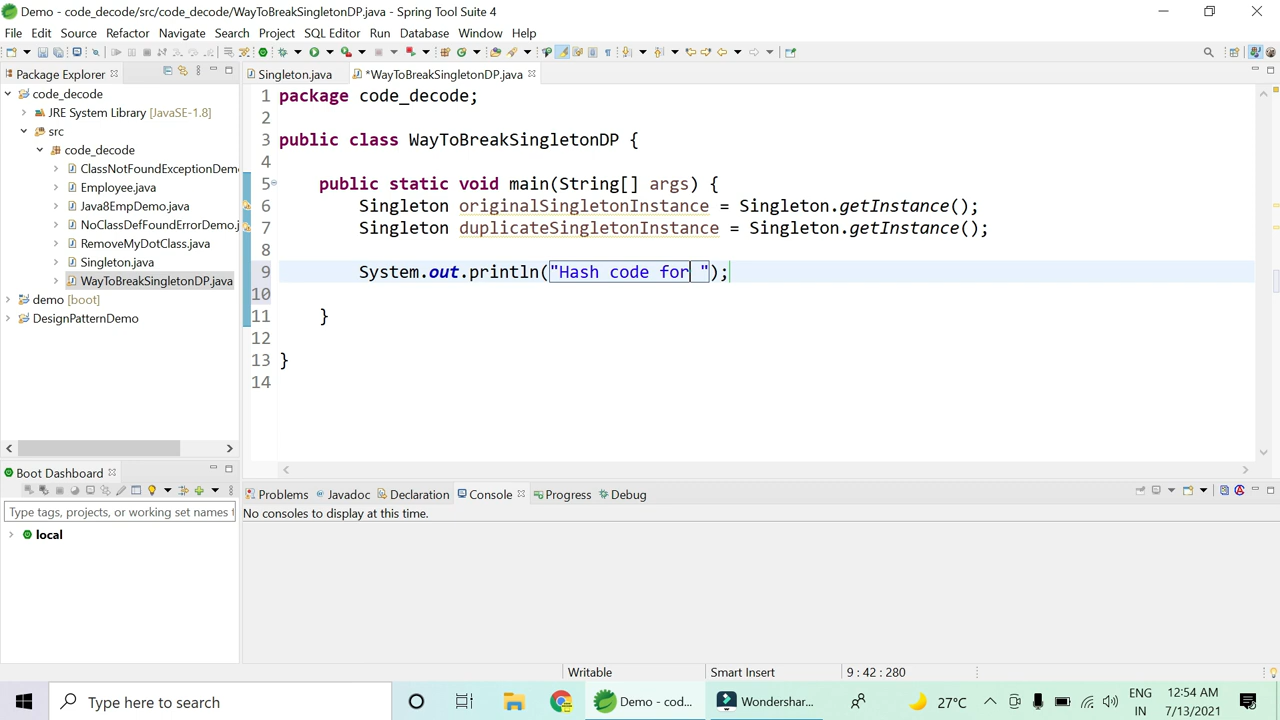 Demo - code_decode/src/code_decode/WayToBreakSingletonDP.java - Spring Tool Suite 4
File Edit Source Refactor Navigate Search Project SQL Editor Run Database Window Help
Package Explorer
Singleton.java *WayToBreakSingletonDP.java
code_decode
JRE System Library [JavaSE-1.8]
src
code_decode
ClassNotFoundExceptionDemo
Employee.java
Java8EmpDemo.java
NoClassDefFoundErrorDemo.j
RemoveMyDotClass.java
Singleton.java
WayToBreakSingletonDP.java
demo [boot]
DesignPatternDemo
1 package code_decode;
2
3 public class WayToBreakSingletonDP {
4
5 public static void main(String[] args) {
6 Singleton originalSingletonInstance = Singleton.getInstance();
7 Singleton duplicateSingletonInstance = Singleton.getInstance();
8
9 System.out.println("Hash code for ");
10
11 }
12
13 }
14
Boot Dashboard
Type tags, projects, or working set names t
local
Problems Javadoc Declaration Console Progress Debug
No consoles to display at this time.
Writable Smart Insert 9 : 42 : 280
Type here to search
Demo - cod...
Wondershar...
27°C
ENG
IN
12:54 AM
7/13/2021